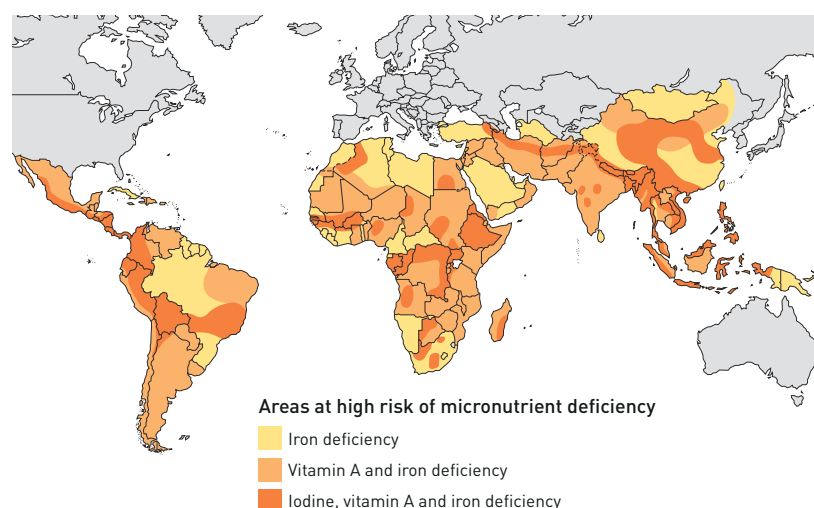 Areas at high risk of micronutrient deficiency
Iron deficiency
Vitamin A and iron deficiency
Iodine, vitamin A and iron deficiency